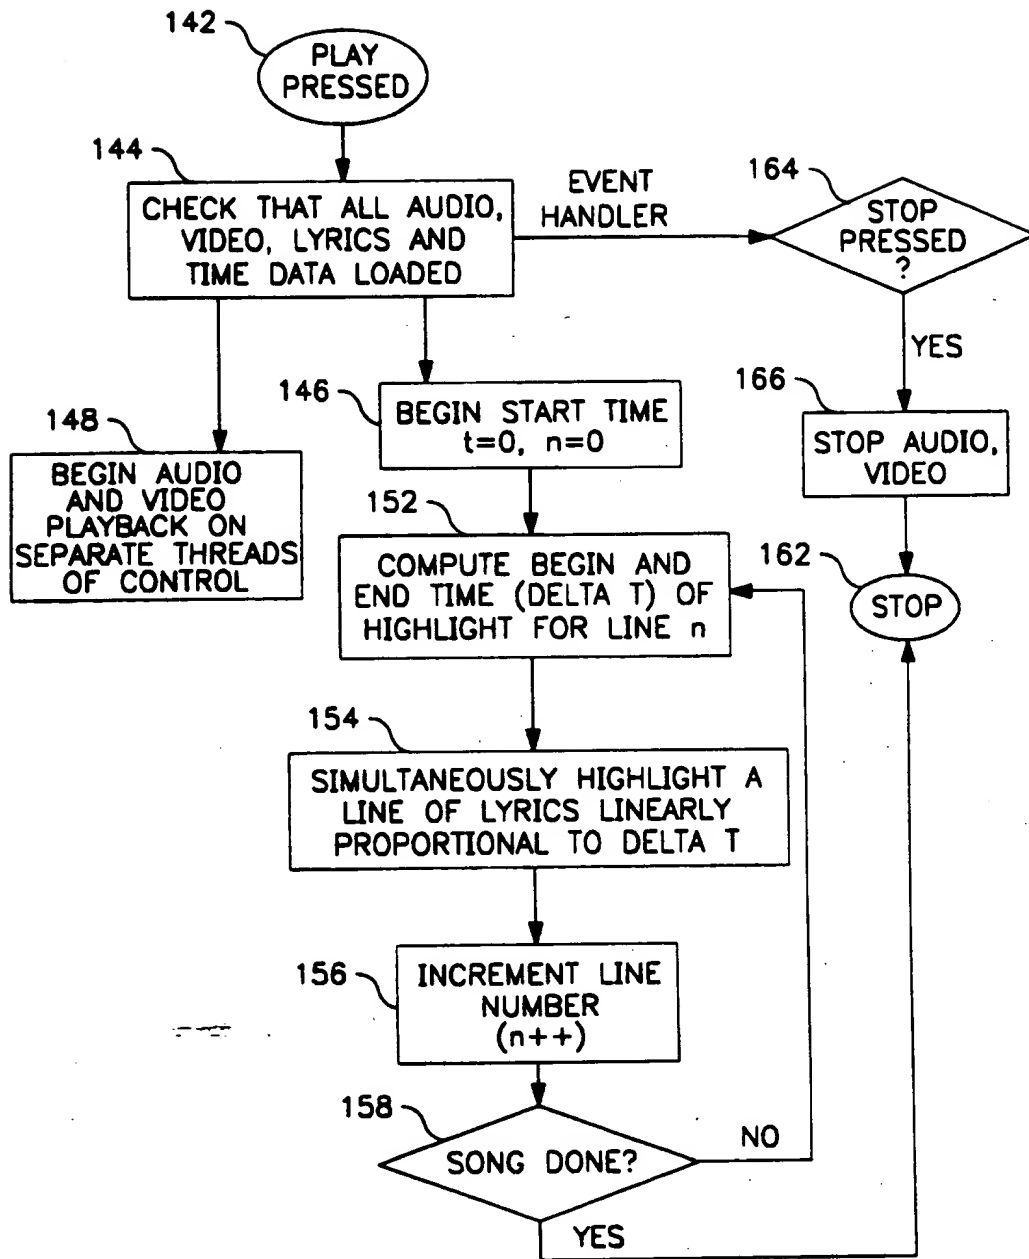 142
PLAY
PRESSED
144
CHECK THAT ALL AUDIO,
VIDEO, LYRICS AND
TIME DATA LOADED
EVENT
HANDLER
164
STOP
PRESSED
?
YES
166
STOP AUDIO,
VIDEO
162
STOP
146
BEGIN START TIME
t=0, n=0
148
BEGIN AUDIO
AND VIDEO
PLAYBACK ON
SEPARATE THREADS
OF CONTROL
152
COMPUTE BEGIN AND
END TIME (DELTA T) OF
HIGHLIGHT FOR LINE n
154
SIMULTANEOUSLY HIGHLIGHT A
LINE OF LYRICS LINEARLY
PROPORTIONAL TO DELTA T
156
INCREMENT LINE
NUMBER
(n++)
158
SONG DONE?
NO
YES